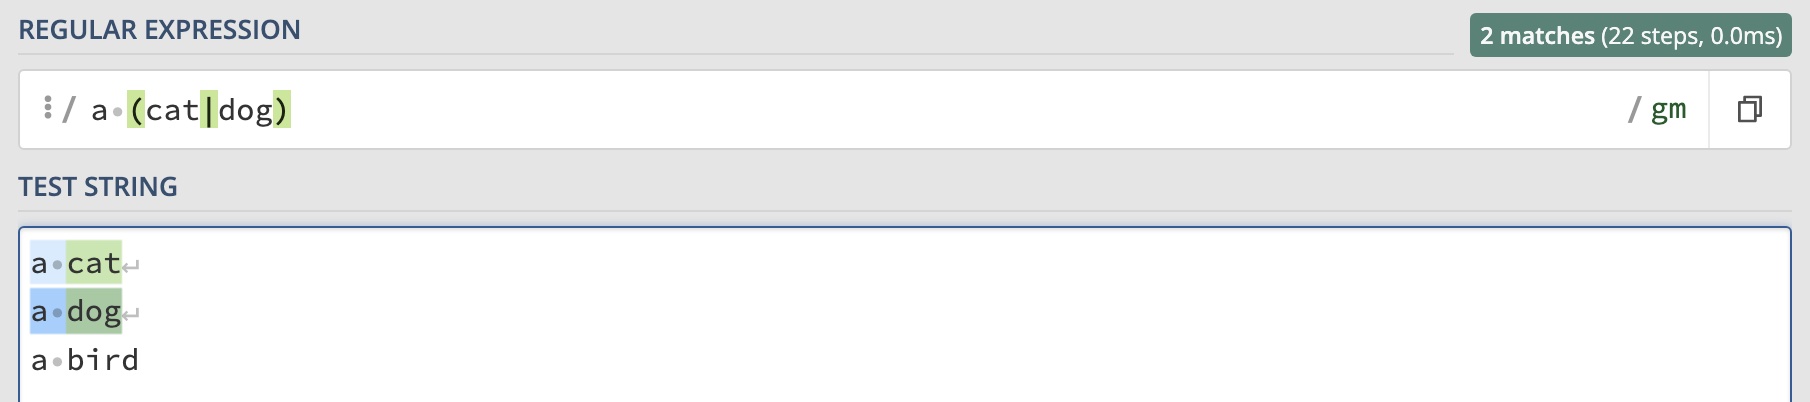 REGULAR EXPRESSION
2 matches (22 steps, 0.0ms)
/ a·(cat|dog) / gm
TEST STRING
a·cat↵
a·dog↵
a·bird